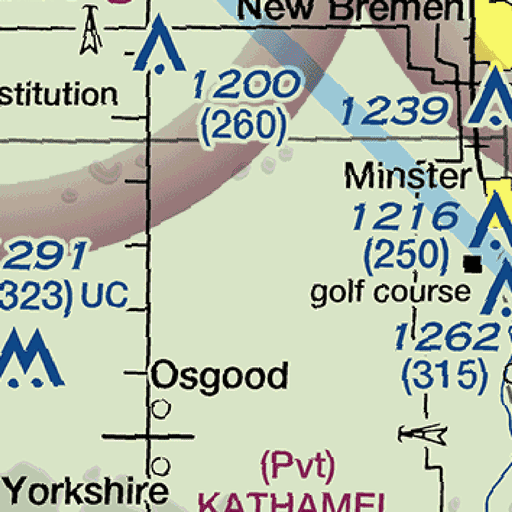 New Bremen
stitution
1200
(260)
1239
Minster
1216
(250)
291
323) UC
golf course
1262
(315)
Osgood
(Pvt)
Yorkshire